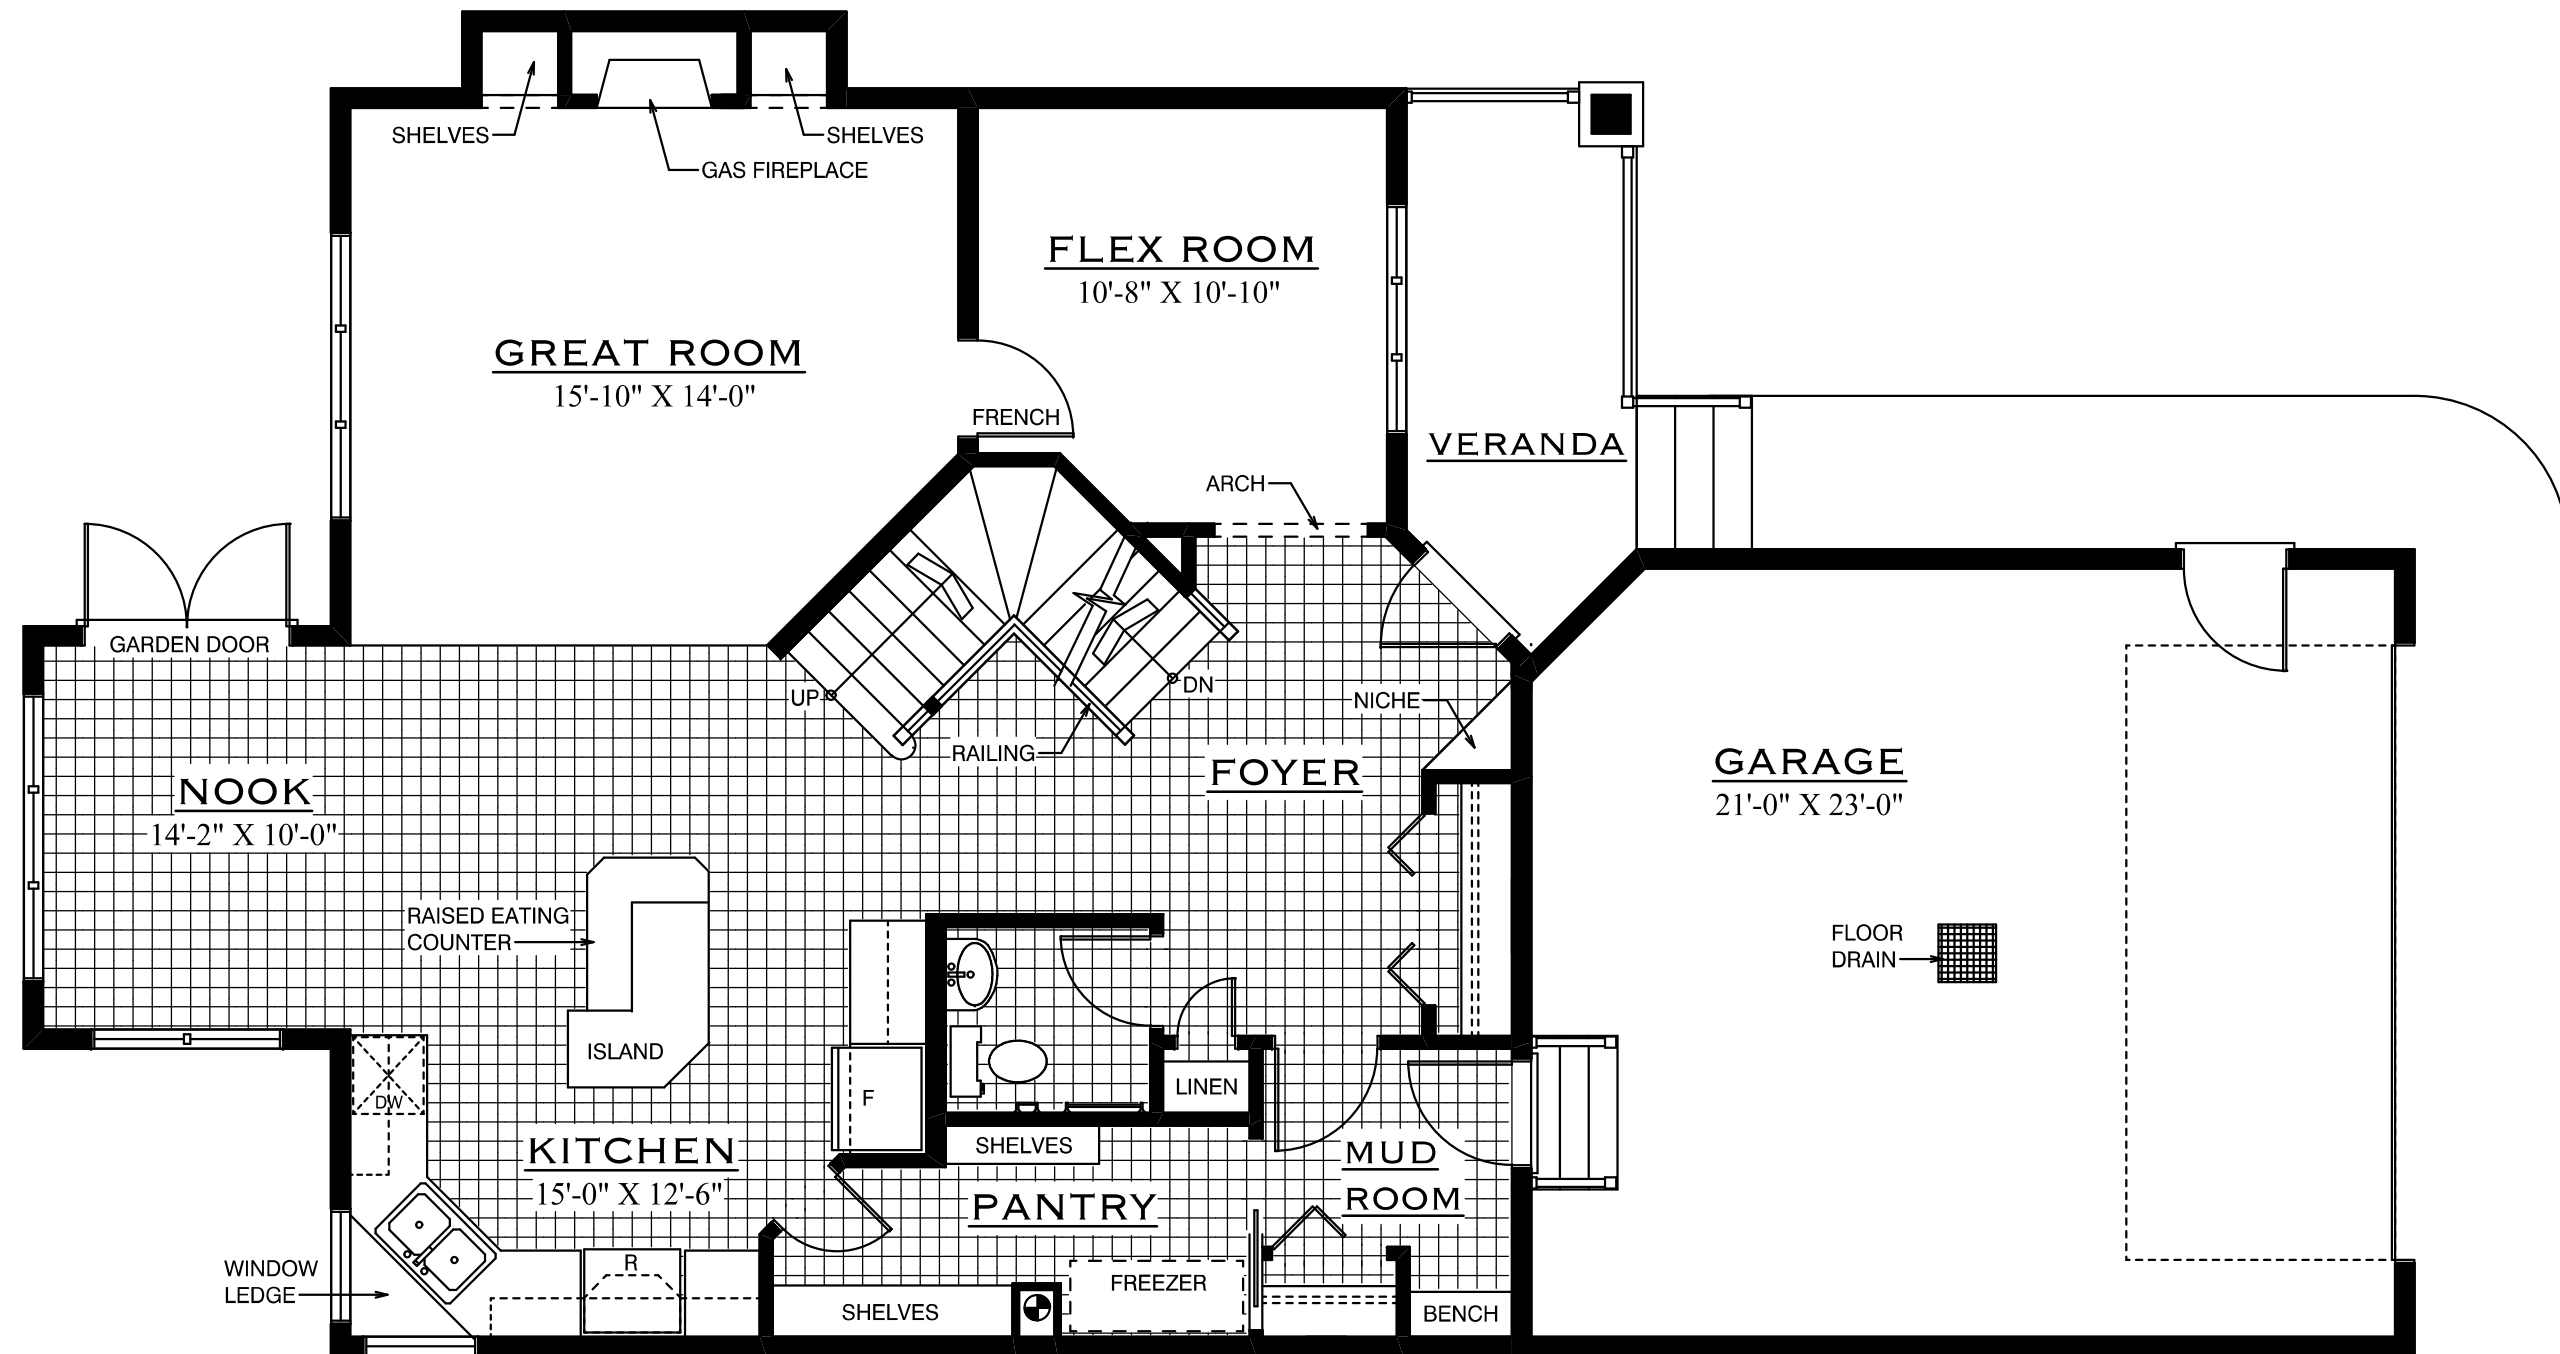 SHELVES
SHELVES
GAS FIREPLACE
FLEX ROOM
10'-8" X 10'-10"
GREAT ROOM
15'-10" X 14'-0"
FRENCH
VERANDA
ARCH
GARDEN DOOR
UP
DN
NICHE
RAILING
FOYER
GARAGE
21'-0" X 23'-0"
NOOK
14'-2" X 10'-0"
RAISED EATING
COUNTER
FLOOR
DRAIN
ISLAND
DW
F
LINEN
KITCHEN
15'-0" X 12'-6"
SHELVES
MUD
ROOM
PANTRY
WINDOW
LEDGE
R
FREEZER
SHELVES
BENCH